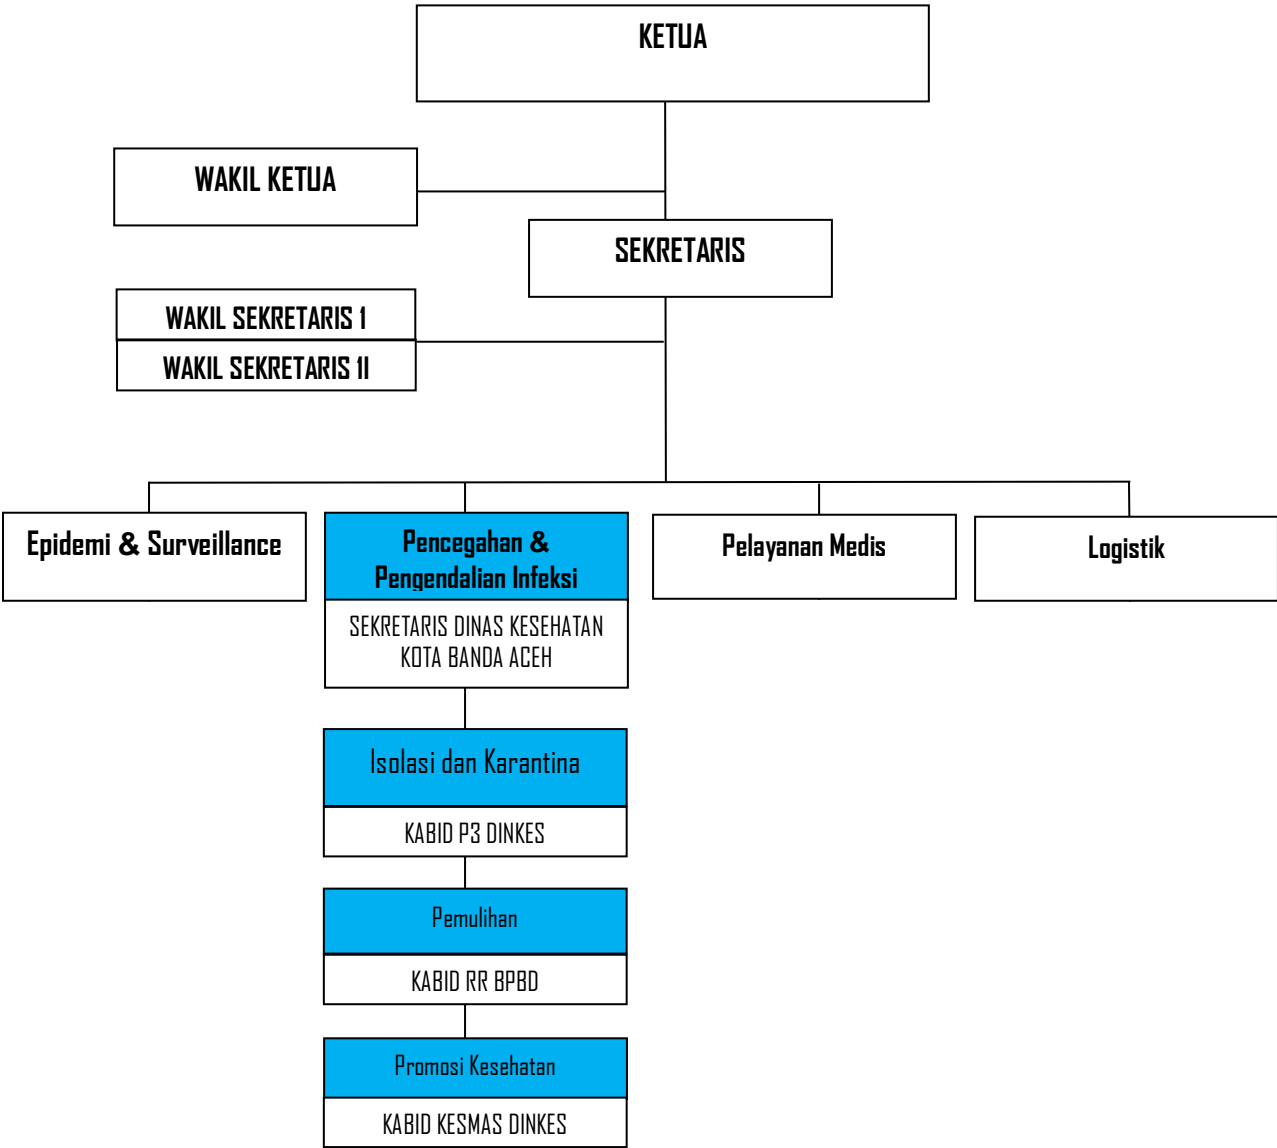 KETUA
WAKIL KETUA
SEKRETARIS
WAKIL SEKRETARIS 1
WAKIL SEKRETARIS 1I
Epidemi & Surveillance
Pencegahan &
Pengendalian Infeksi
Pelayanan Medis
Logistik
SEKRETARIS DINAS KESEHATAN
KOTA BANDA ACEH
Isolasi dan Karantina
KABID P3 DINKES
Pemulihan
KABID RR BPBD
Promosi Kesehatan
KABID KESMAS DINKES